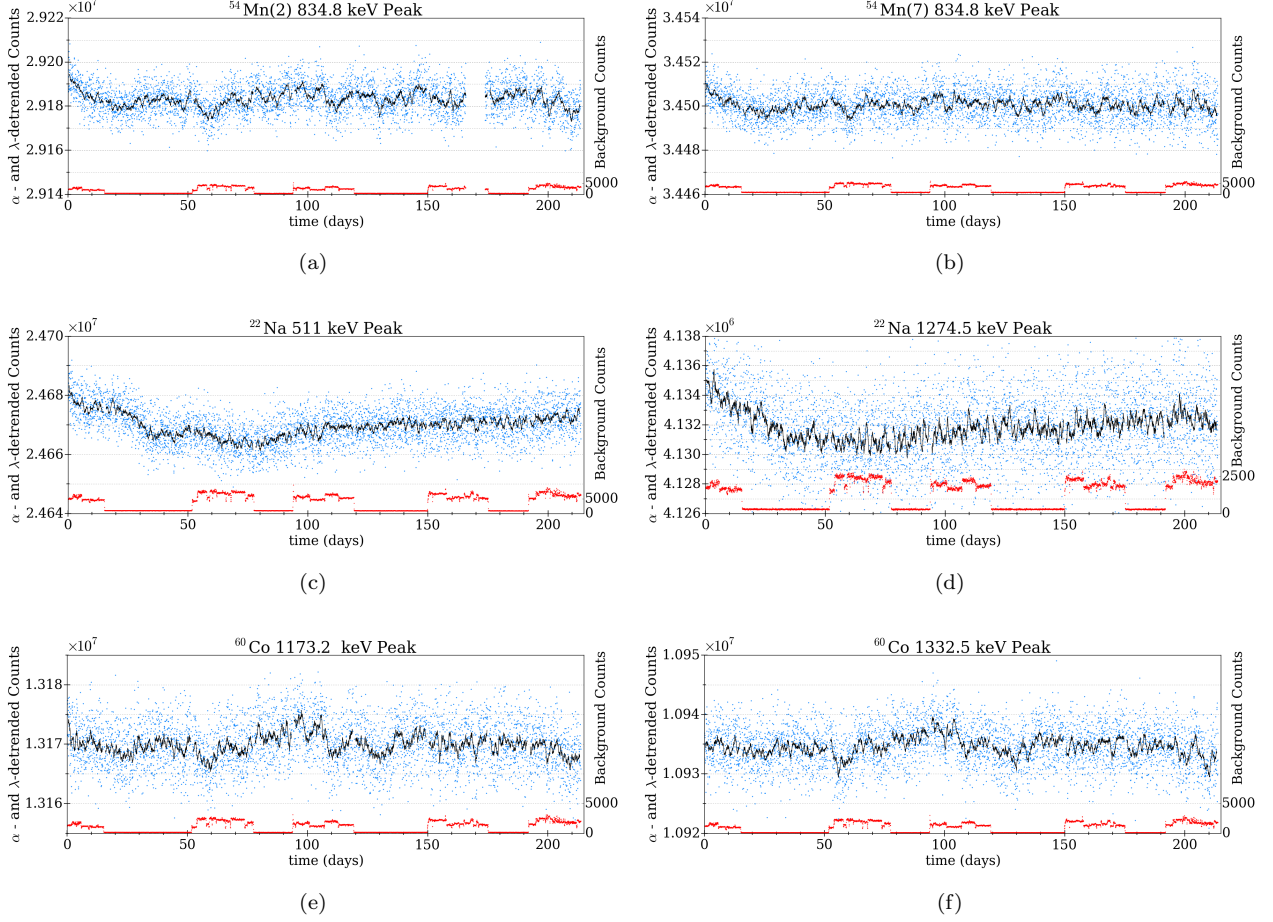 ×10⁷ ⁵⁴Mn(2) 834.8 keV Peak
α - and λ-detrended Counts
2.922
2.920
2.918
2.916
2.914
Background Counts
5000
0
0 50 100 150 200
time (days)
(a)
×10⁷ ⁵⁴Mn(7) 834.8 keV Peak
α - and λ-detrended Counts
3.454
3.452
3.450
3.448
3.446
Background Counts
5000
0
0 50 100 150 200
time (days)
(b)
×10⁷ ²²Na 511 keV Peak
α - and λ-detrended Counts
2.470
2.468
2.466
2.464
Background Counts
5000
0
0 50 100 150 200
time (days)
(c)
×10⁶ ²²Na 1274.5 keV Peak
α - and λ-detrended Counts
4.138
4.136
4.134
4.132
4.130
4.128
4.126
Background Counts
2500
0
0 50 100 150 200
time (days)
(d)
×10⁷ ⁶⁰Co 1173.2 keV Peak
α - and λ-detrended Counts
1.318
1.317
1.316
Background Counts
5000
0
0 50 100 150 200
time (days)
(e)
×10⁷ ⁶⁰Co 1332.5 keV Peak
α - and λ-detrended Counts
1.095
1.094
1.093
1.092
Background Counts
5000
0
0 50 100 150 200
time (days)
(f)